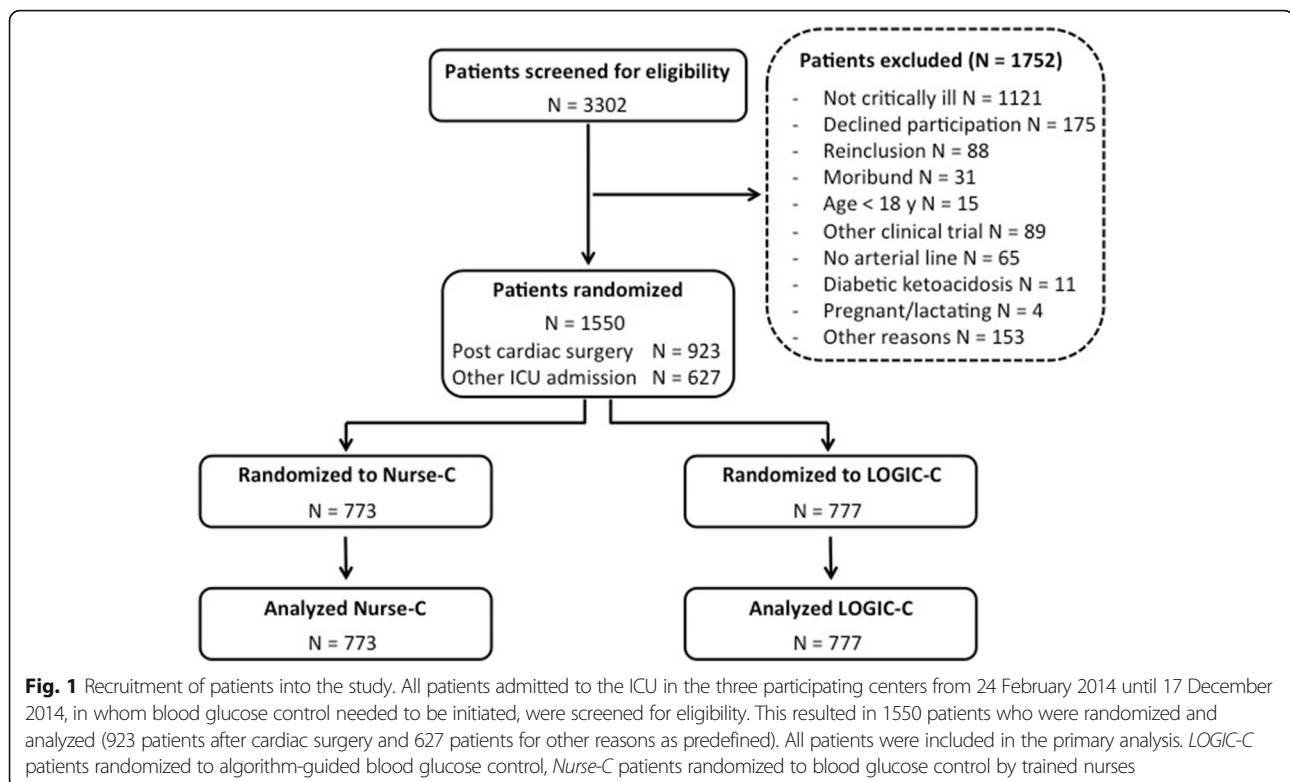 Patients screened for eligibility
N = 3302
Patients excluded (N = 1752)
- Not critically ill N = 1121
- Declined participation N = 175
- Reinclusion N = 88
- Moribund N = 31
- Age < 18 y N = 15
- Other clinical trial N = 89
- No arterial line N = 65
- Diabetic ketoacidosis N = 11
- Pregnant/lactating N = 4
- Other reasons N = 153
Patients randomized
N = 1550
Post cardiac surgery N = 923
Other ICU admission N = 627
Randomized to Nurse-C
N = 773
Randomized to LOGIC-C
N = 777
Analyzed Nurse-C
N = 773
Analyzed LOGIC-C
N = 777
Fig. 1 Recruitment of patients into the study. All patients admitted to the ICU in the three participating centers from 24 February 2014 until 17 December
2014, in whom blood glucose control needed to be initiated, were screened for eligibility. This resulted in 1550 patients who were randomized and
analyzed (923 patients after cardiac surgery and 627 patients for other reasons as predefined). All patients were included in the primary analysis. LOGIC-C
patients randomized to algorithm-guided blood glucose control, Nurse-C patients randomized to blood glucose control by trained nurses